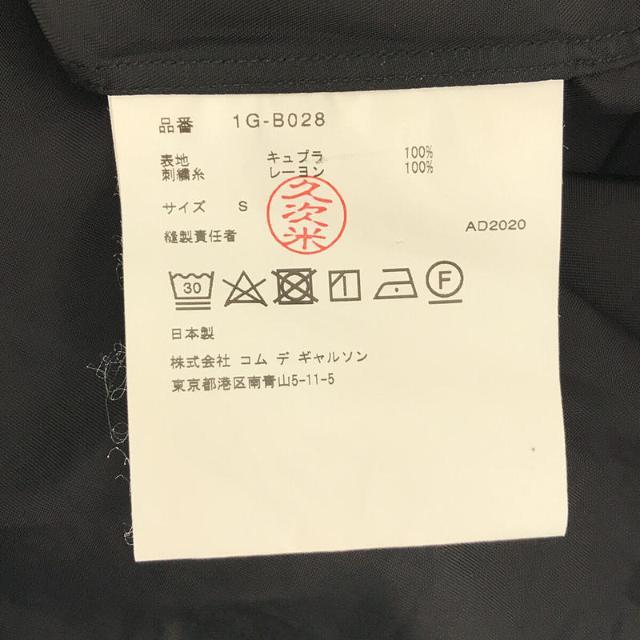 品番 1G-B028
表地 キュプラ 100%
刺繍糸 レーヨン 100%
サイズ S
久次米
縫製責任者 AD2020
30 F
日本製
株式会社 コム デ ギャルソン
東京都港区南青山5-11-5